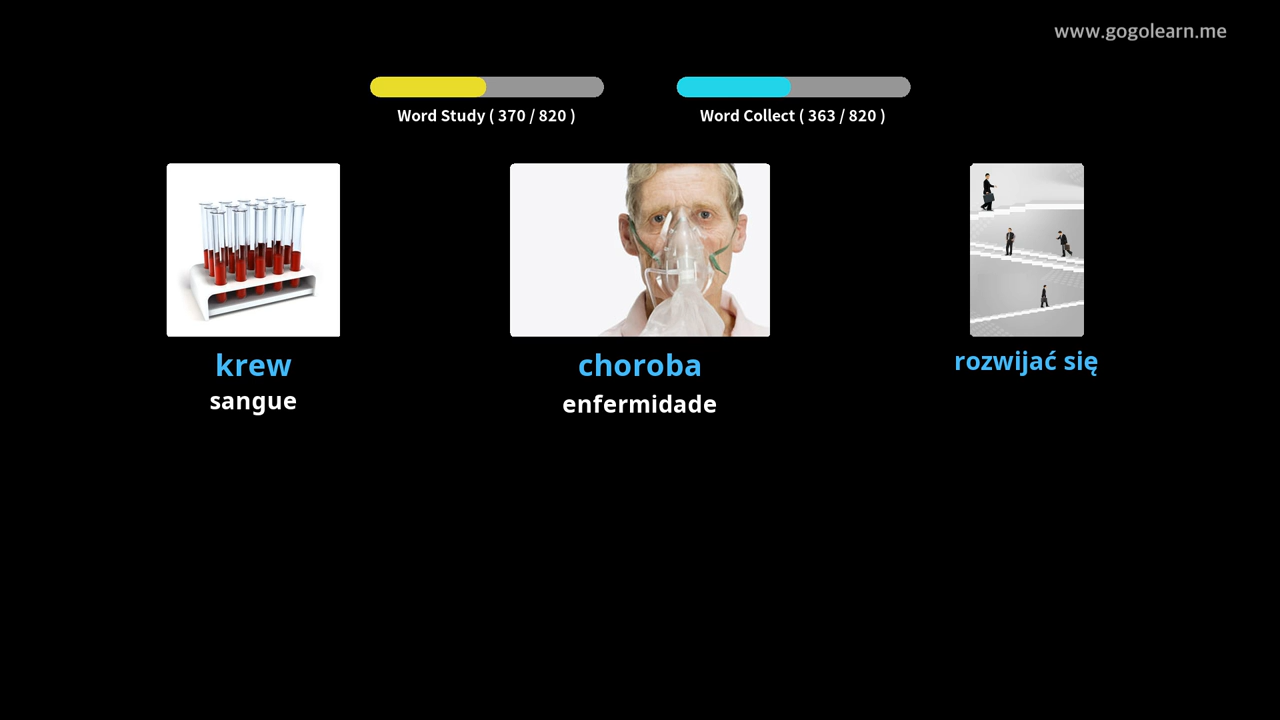 www.gogolearn.me
Word Study ( 370 / 820 )
Word Collect ( 363 / 820 )
krew
sangue
choroba
enfermidade
rozwijać się